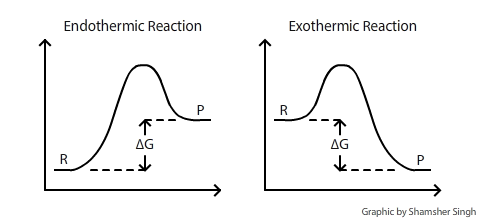 Endothermic Reaction
R
P
ΔG
Exothermic Reaction
R
P
ΔG
Graphic by Shamsher Singh